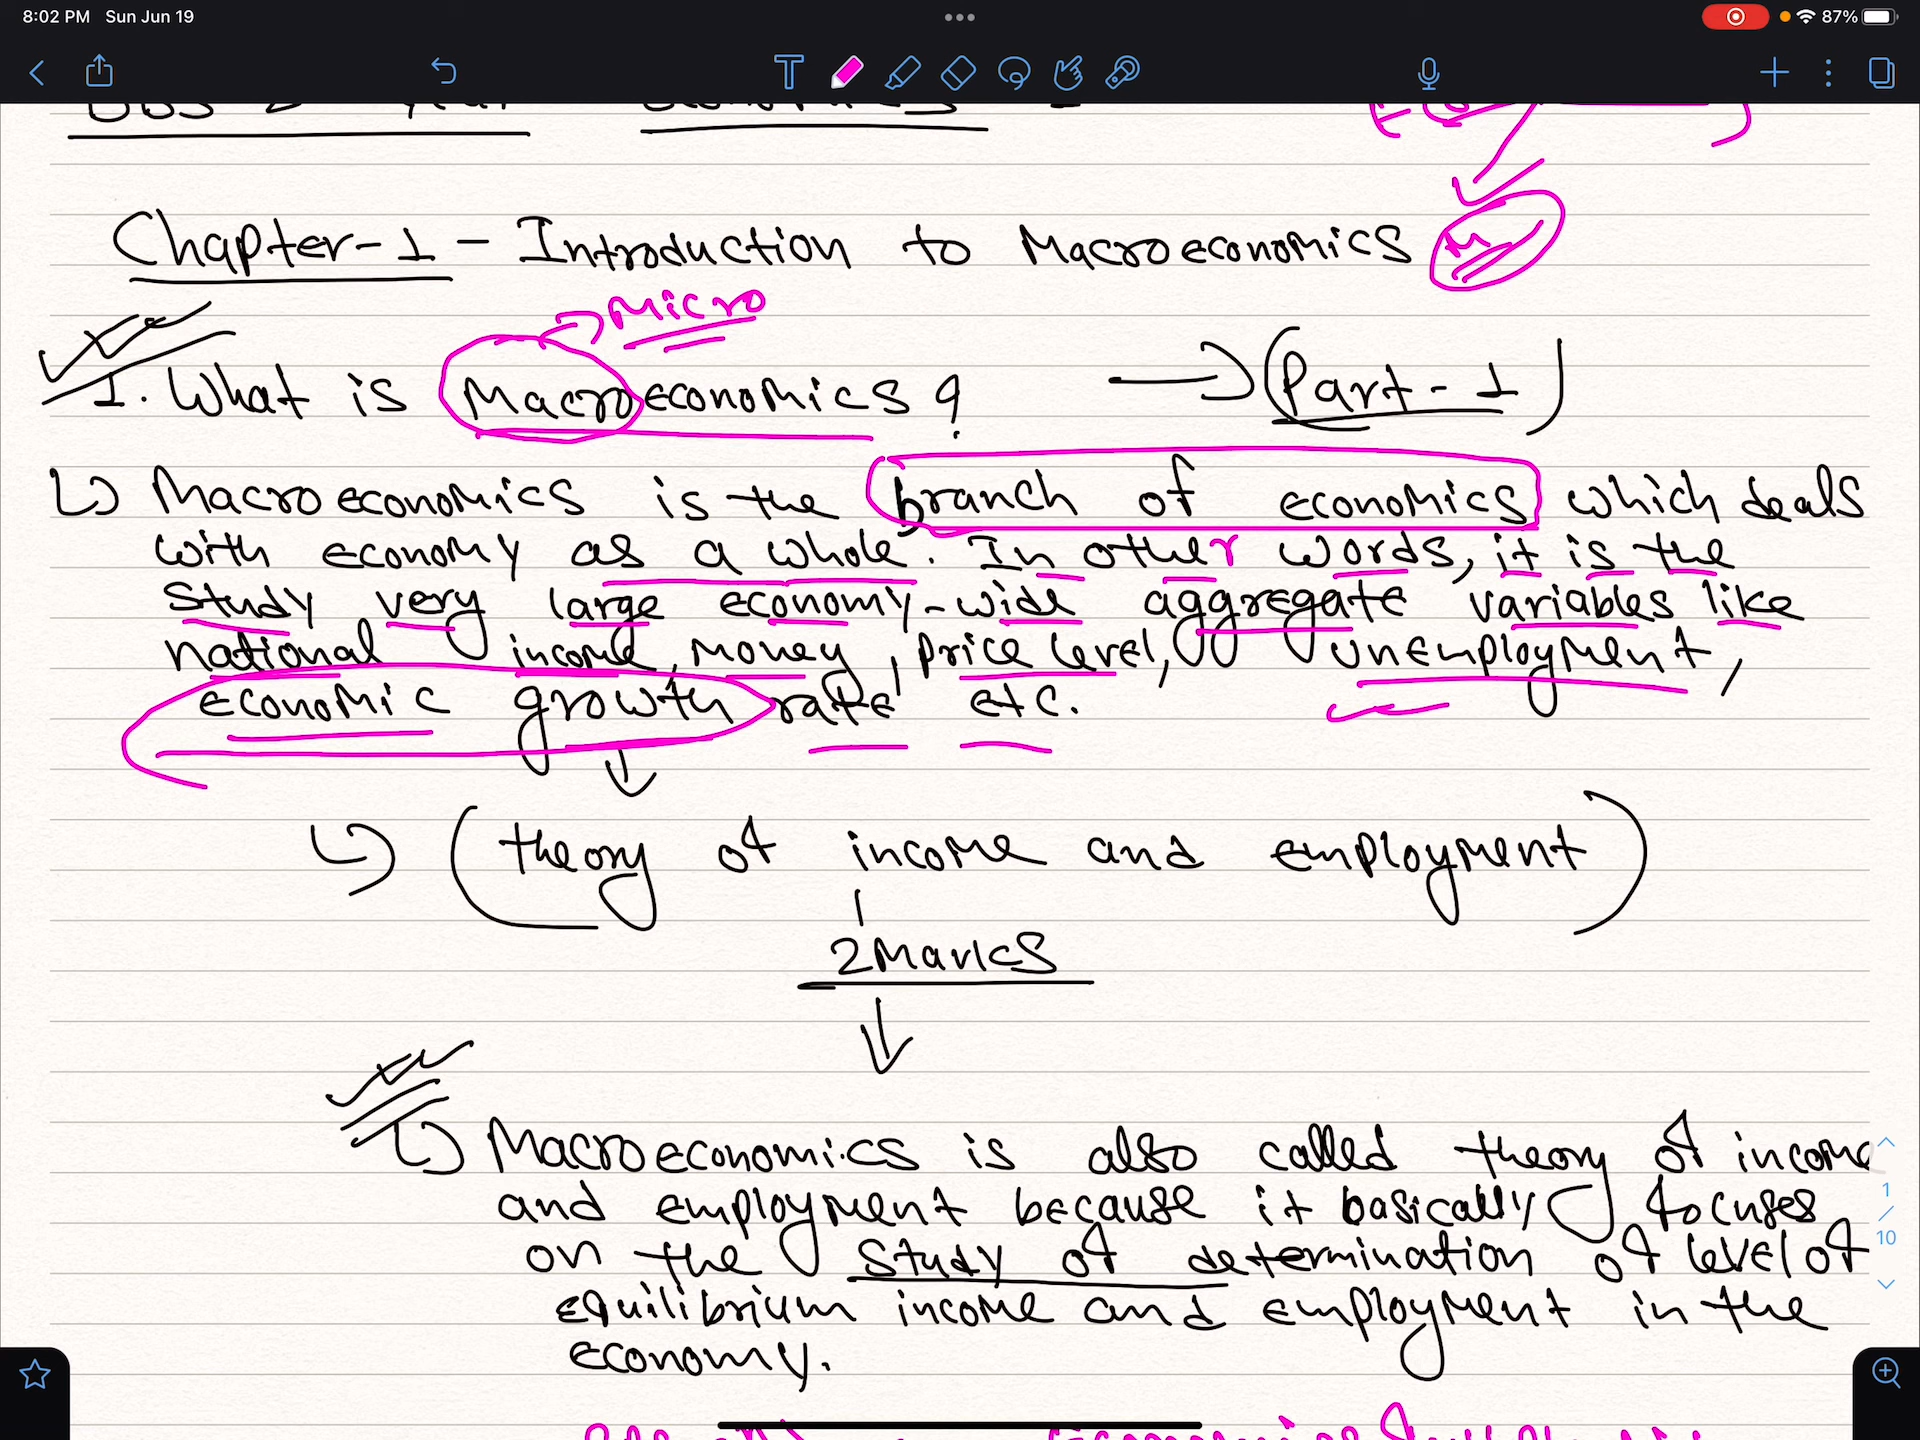 8:02 PM Sun Jun 19
87%
Chapter-1 - Introduction to Macroeconomics
Micro
1. What is Macroeconomics?
(Part-1)
Macroeconomics is the branch of economics which deals
with economy as a whole. In other words, it is the
study very large economy-wide aggregate variables like
national income, money, price level, unemployment,
economic growth rate etc.
(theory of income and employment)
2 Marks
Macroeconomics is also called theory of income
and employment because it basically focuses
on the study of determination of level of
equilibrium income and employment in the
economy.
1
/
10